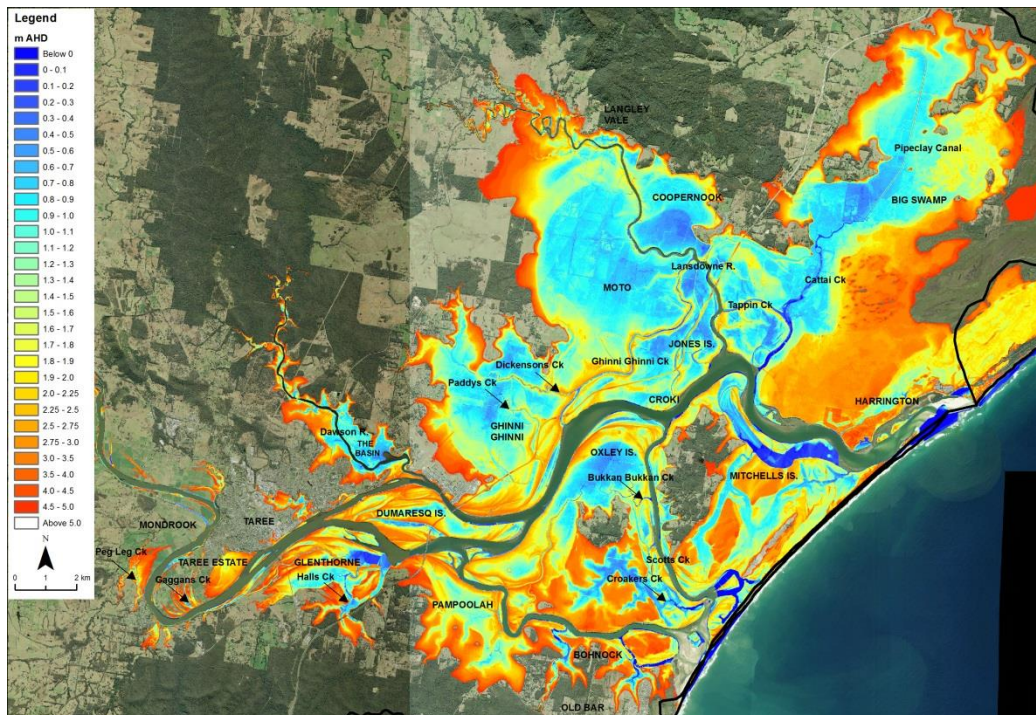 Legend
m AHD
Below 0
0 - 0.1
0.1 - 0.2
0.2 - 0.3
0.3 - 0.4
0.4 - 0.5
0.5 - 0.6
0.6 - 0.7
0.7 - 0.8
0.8 - 0.9
0.9 - 1.0
1.0 - 1.1
1.1 - 1.2
1.2 - 1.3
1.3 - 1.4
1.4 - 1.5
1.5 - 1.6
1.6 - 1.7
1.7 - 1.8
1.8 - 1.9
1.9 - 2.0
2.0 - 2.25
2.25 - 2.5
2.5 - 2.75
2.75 - 3.0
3.0 - 3.5
3.5 - 4.0
4.0 - 4.5
4.5 - 5.0
Above 5.0
N
0 1 2 km
LANGLEY
VALE
Pipeclay Canal
COOPERNOOK
BIG SWAMP
Lansdowne R.
Cattai Ck
MOTO
Tappin Ck
JONES IS.
Ghinni Ghinni Ck
Dickensons Ck
Paddys Ck
CROKI
HARRINGTON
GHINNI
GHINNI
Dawson R.
THE
BASIN
OXLEY IS.
MITCHELLS IS.
Bukkan Bukkan Ck
DUMARESQ IS.
MONDROOK
TAREE
Peg Leg Ck
TAREE ESTATE
GLENTHORNE
Scotts Ck
Gaggans Ck
Halls Ck
Croakers Ck
PAMPOOLAH
BOHNOCK
OLD BAR